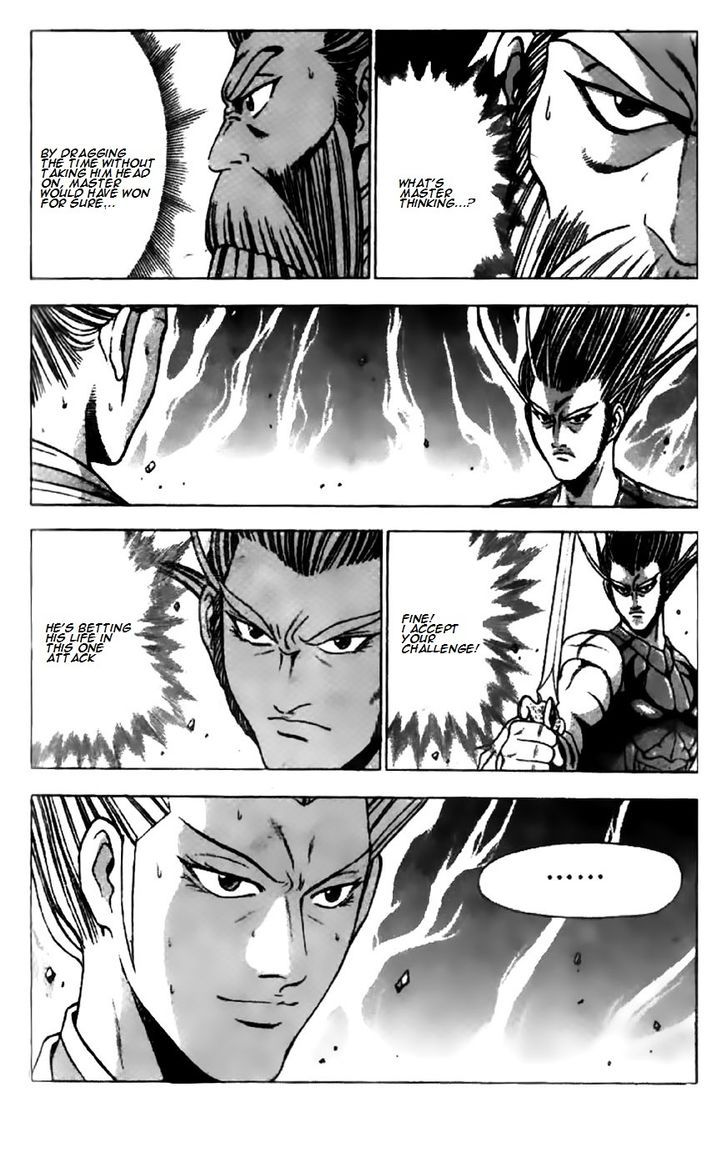 WHAT'S
MASTER
THINKING...?
BY DRAGGING
THE TIME WITHOUT
TAKING HIM HEAD
ON, MASTER
WOULD HAVE WON
FOR SURE...
FINE!
I ACCEPT
YOUR
CHALLENGE!
HE'S BETTING
HIS LIFE IN
THIS ONE
ATTACK
......